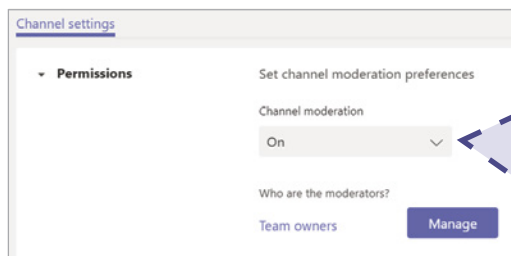 Channel settings
Permissions
Set channel moderation preferences
Channel moderation
On
Who are the moderators?
Team owners
Manage